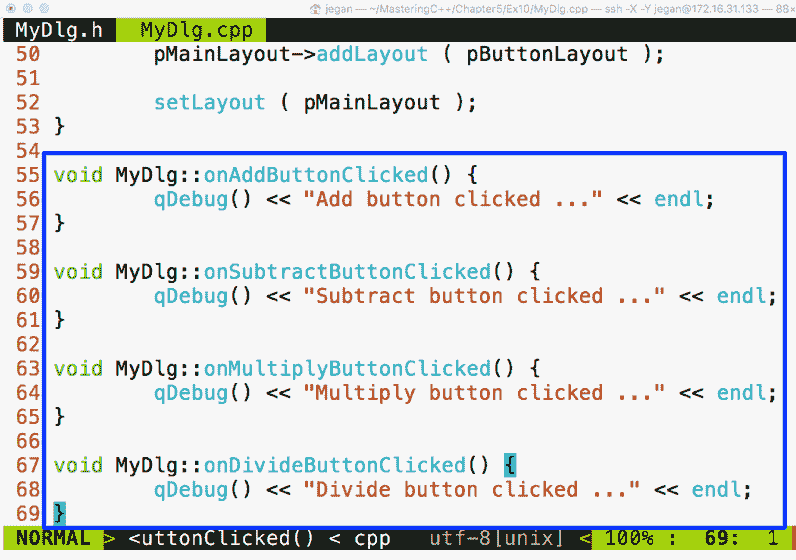 jegan — ~/MasteringC++/Chapter5/Ex10/MyDlg.cpp — ssh -X -Y jegan@172.16.31.133 — 88×
MyDlg.h MyDlg.cpp
50 pMainLayout->addLayout ( pButtonLayout );
51
52 setLayout ( pMainLayout );
53 }
54
55 void MyDlg::onAddButtonClicked() {
56 qDebug() << "Add button clicked ..." << endl;
57 }
58
59 void MyDlg::onSubtractButtonClicked() {
60 qDebug() << "Subtract button clicked ..." << endl;
61 }
62
63 void MyDlg::onMultiplyButtonClicked() {
64 qDebug() << "Multiply button clicked ..." << endl;
65 }
66
67 void MyDlg::onDivideButtonClicked() {
68 qDebug() << "Divide button clicked ..." << endl;
69 }
NORMAL > <uttonClicked() < cpp utf-8[unix] < 100% : 69: 1